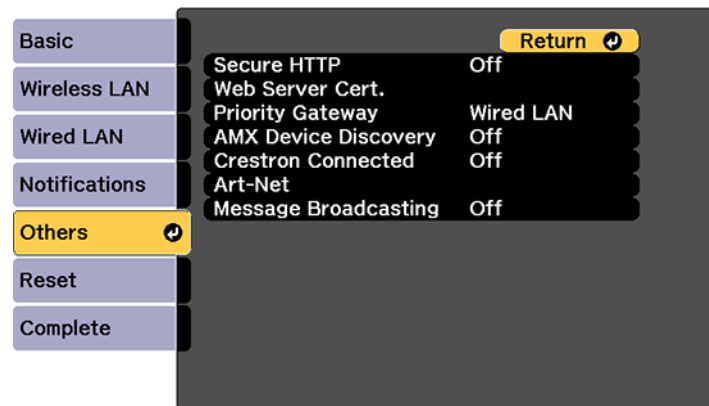 Basic
Wireless LAN
Wired LAN
Notifications
Others
Reset
Complete
Return
Secure HTTP Off
Web Server Cert.
Priority Gateway Wired LAN
AMX Device Discovery Off
Crestron Connected Off
Art-Net
Message Broadcasting Off